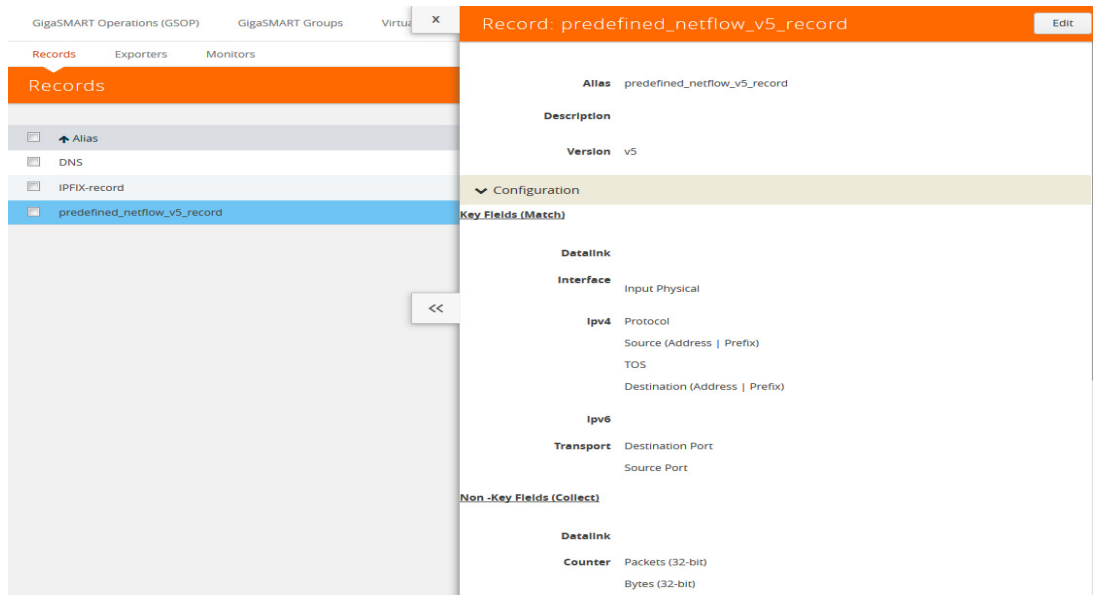 GigaSMART Operations (GSOP) GigaSMART Groups
x
Records Exporters Monitors
Records
Alias
DNS
IPFIX-record
predefined_netflow_v5_record
<<
Record: predefined_netflow_v5_record Edit
Alias predefined_netflow_v5_record
Description
Version v5
Configuration
Key Fields (Match)
Datalink
Interface Input Physical
Ipv4 Protocol
Source (Address | Prefix)
TOS
Destination (Address | Prefix)
Ipv6
Transport Destination Port
Source Port
Non -Key Fields (Collect)
Datalink
Counter Packets (32-bit)
Bytes (32-bit)